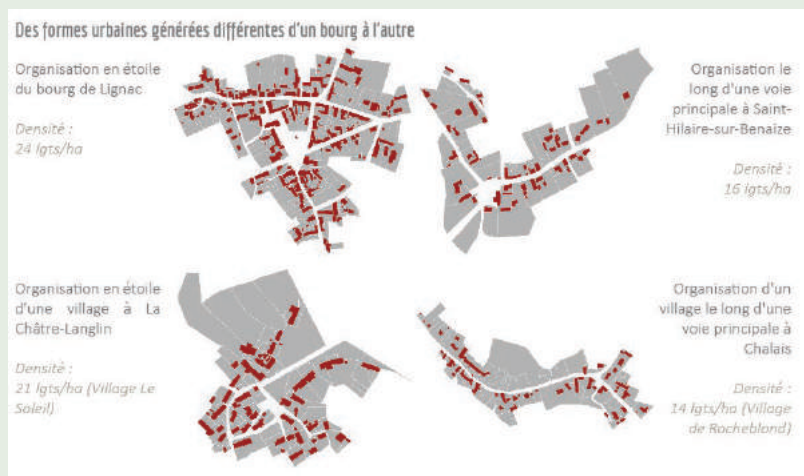 Des formes urbaines générées différentes d'un bourg à l'autre
Organisation en étoile
du bourg de Lignac
Densité :
24 lgts/ha
Organisation le
long d'une voie
principale à Saint-
Hilaire-sur-Benaize
Densité :
16 lgts/ha
Organisation en étoile
d'une village à La
Châtre-Langlin
Densité :
21 lgts/ha (Village Le
Soleil)
Organisation d'un
village le long d'une
voie principale à
Chalais
Densité :
14 lgts/ha (Village
de Rocheblond)